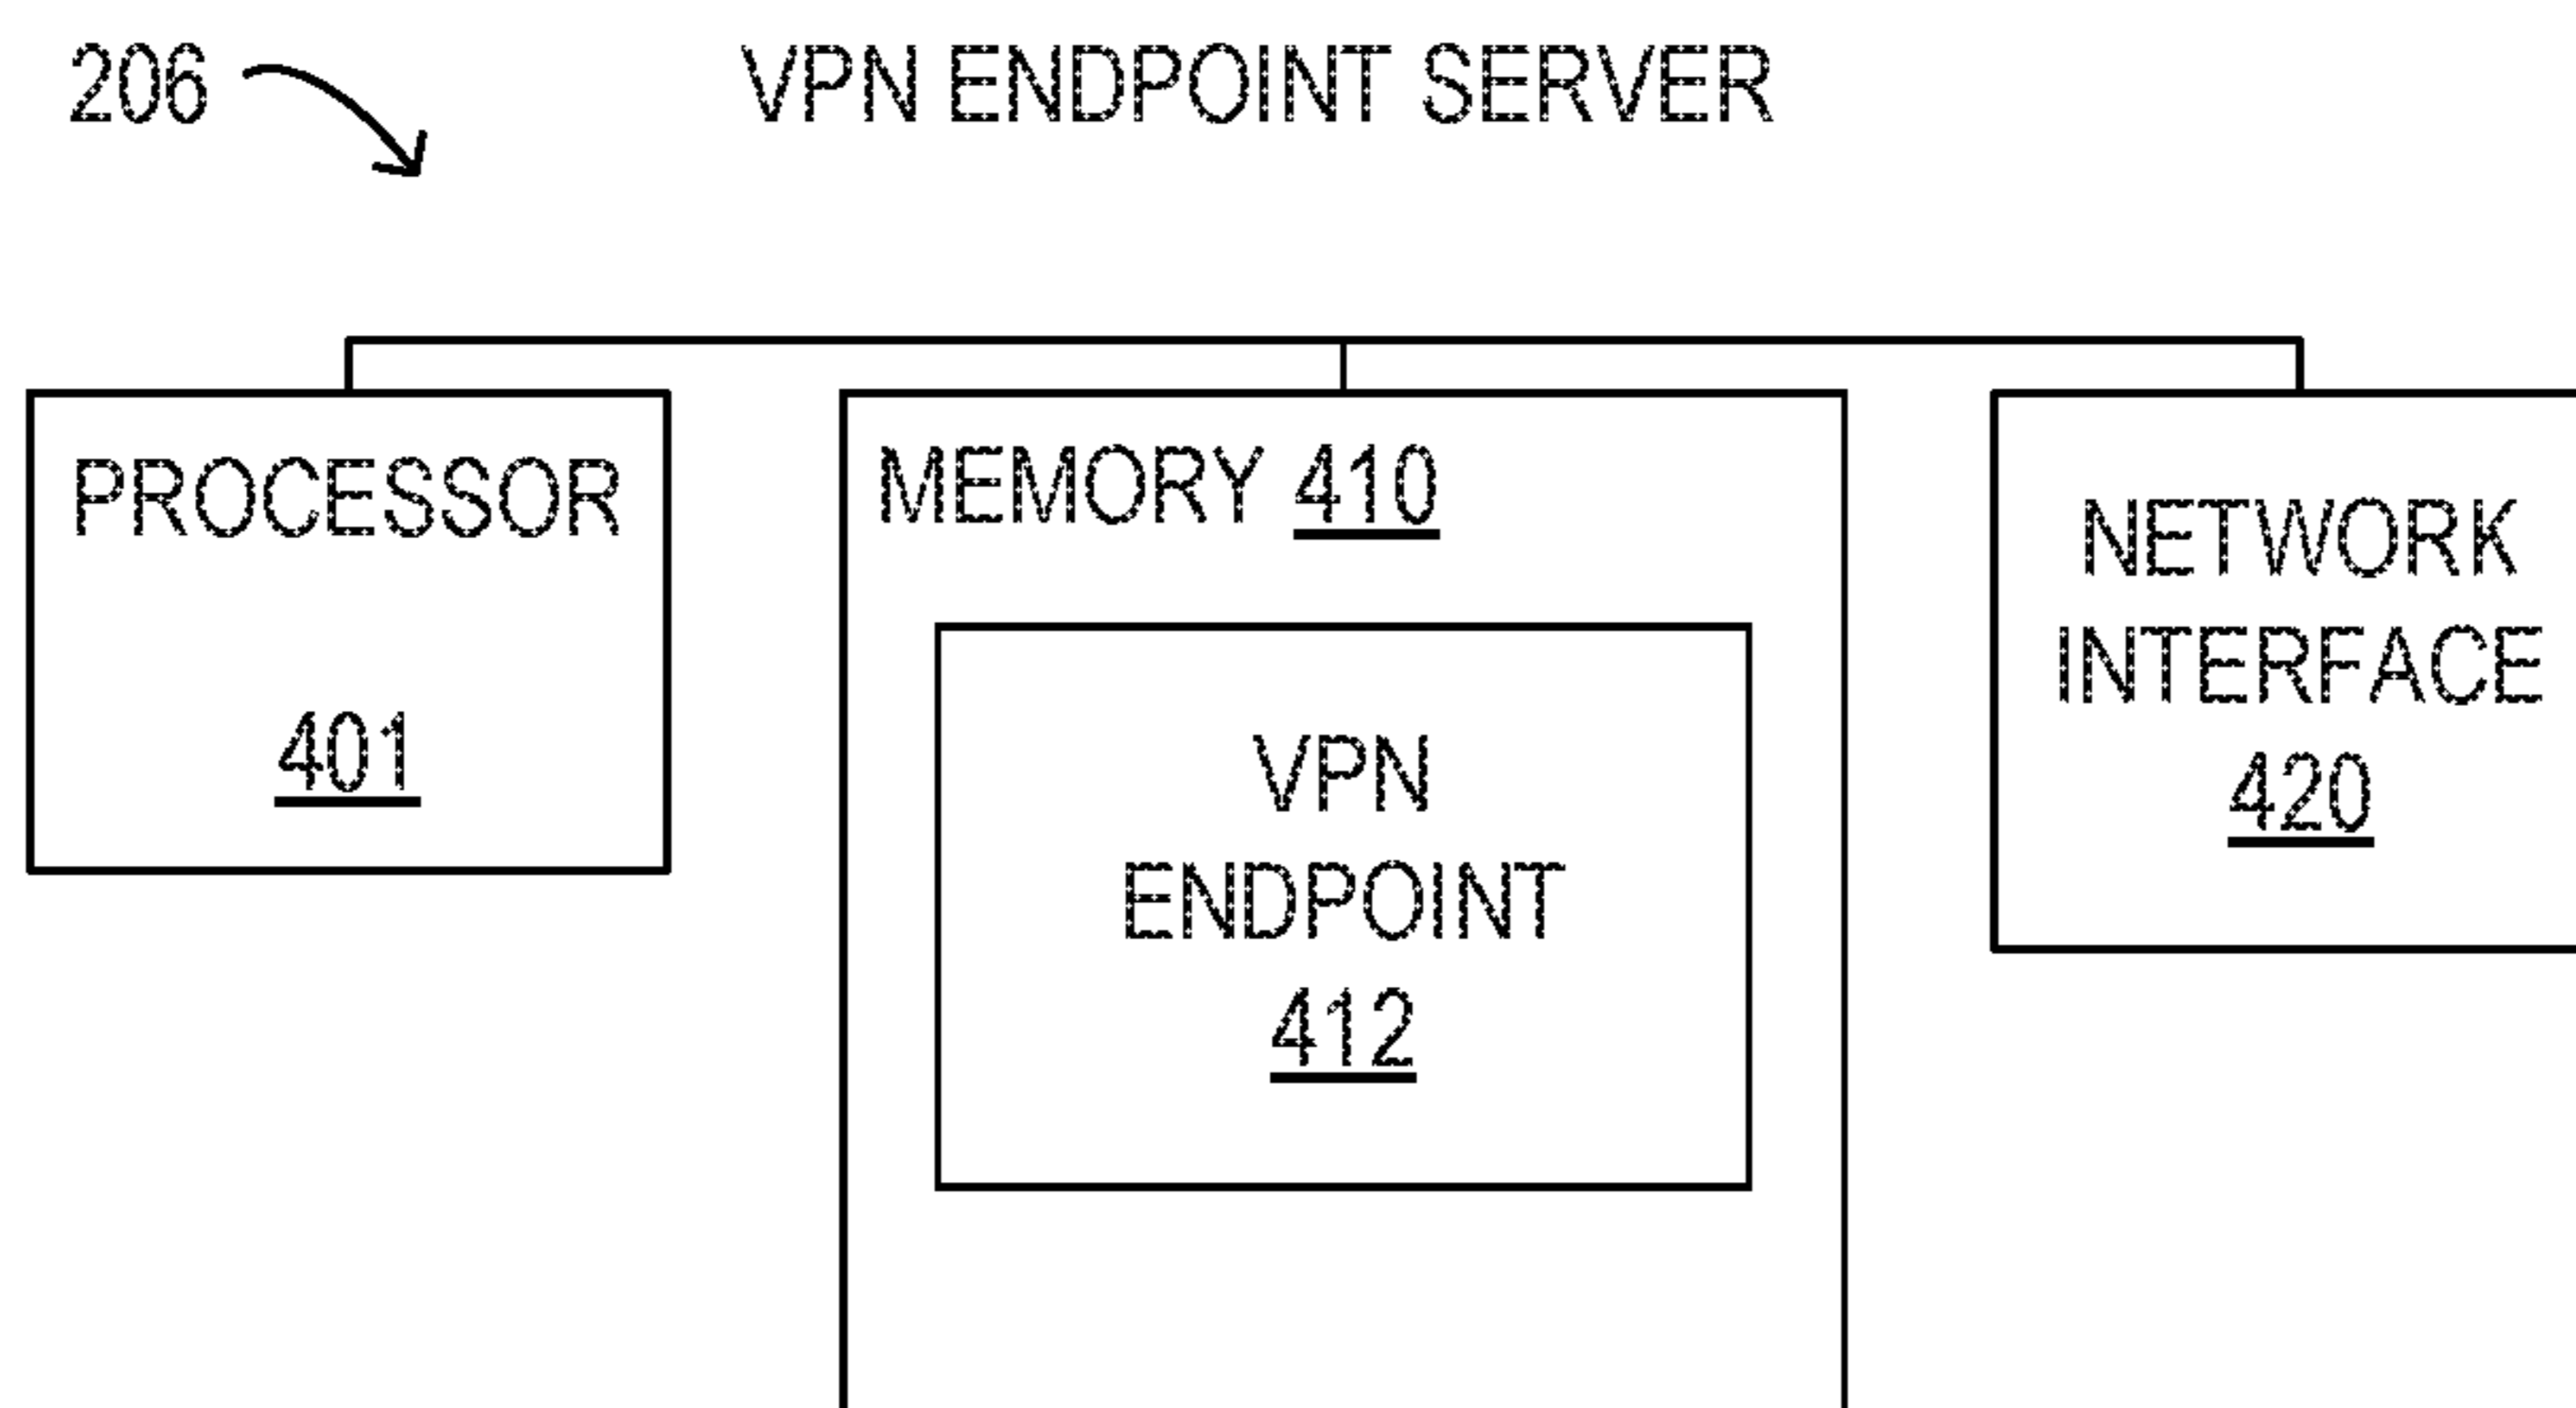 206
VPN ENDPOINT SERVER
PROCESSOR
401
MEMORY 410
VPN
ENDPOINT
412
NETWORK
INTERFACE
420